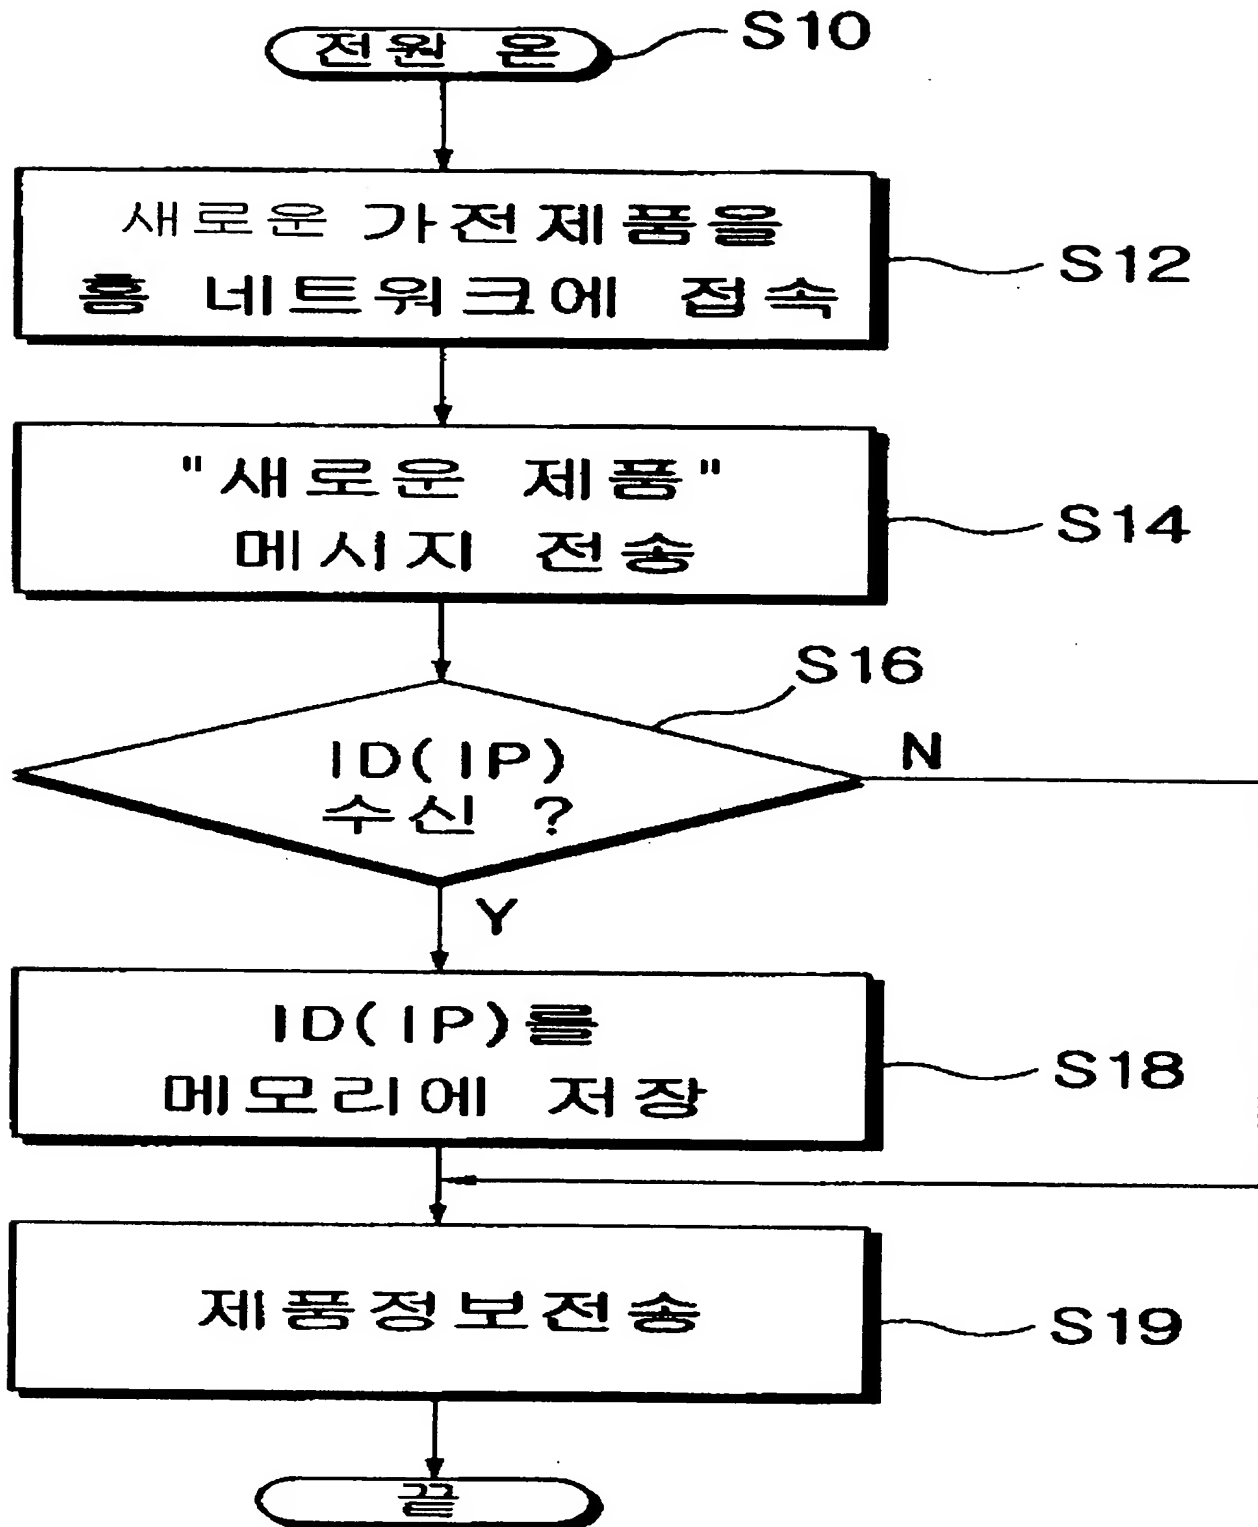 전원 온
S10
새로운 가전제품을
홈 네트워크에 접속
S12
"새로운 제품"
메시지 전송
S14
S16
ID(IP)
수신 ?
N
Y
ID(IP)를
메모리에 저장
S18
제품정보전송
S19
끝